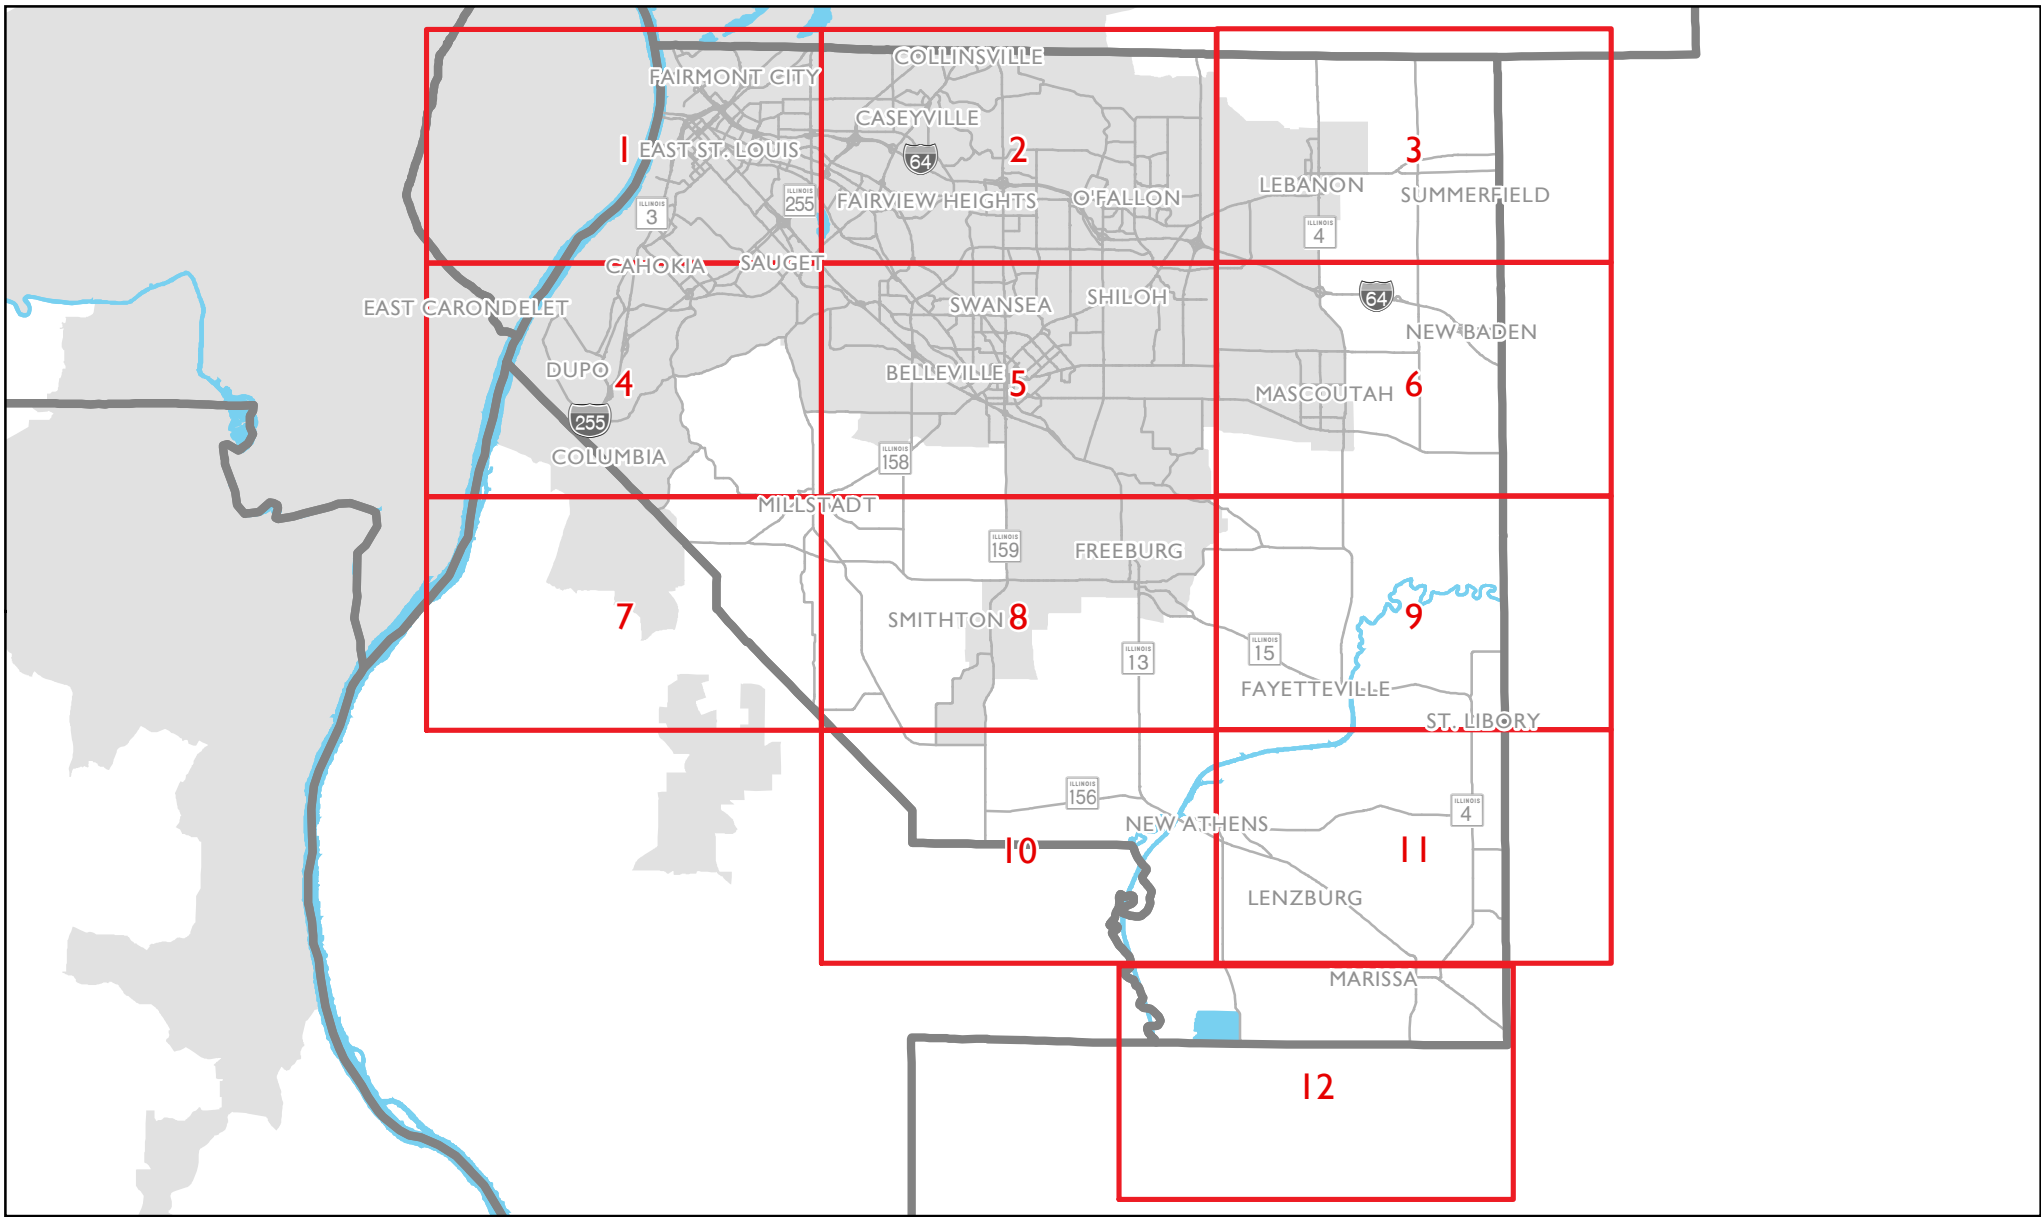 COLLINSVILLE
FAIRMONT CITY
CASEYVILLE
1
EAST ST. LOUIS
64
2
3
LEBANON
SUMMERFIELD
ILLINOIS
3
ILLINOIS
255
FAIRVIEW HEIGHTS
O'FALLON
ILLINOIS
4
CAHOKIA
SAUGET
EAST CARONDELET
SWANSEA
SHILOH
64
NEW BADEN
DUPO
4
BELLEVILLE
5
MASCOUTAH
6
255
COLUMBIA
ILLINOIS
158
MILLSTADT
ILLINOIS
159
FREEBURG
7
SMITHTON
8
9
ILLINOIS
13
ILLINOIS
15
FAYETTEVILLE
ST. LIBORY
ILLINOIS
156
NEW ATHENS
ILLINOIS
4
10
11
LENZBURG
MARISSA
12